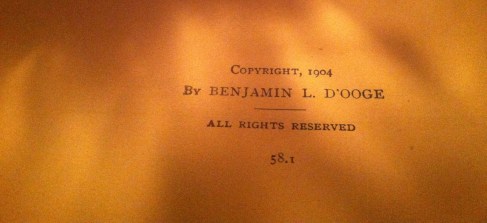 COPYRIGHT, 1904
BY BENJAMIN L. D'OOGE
ALL RIGHTS RESERVED
58.1